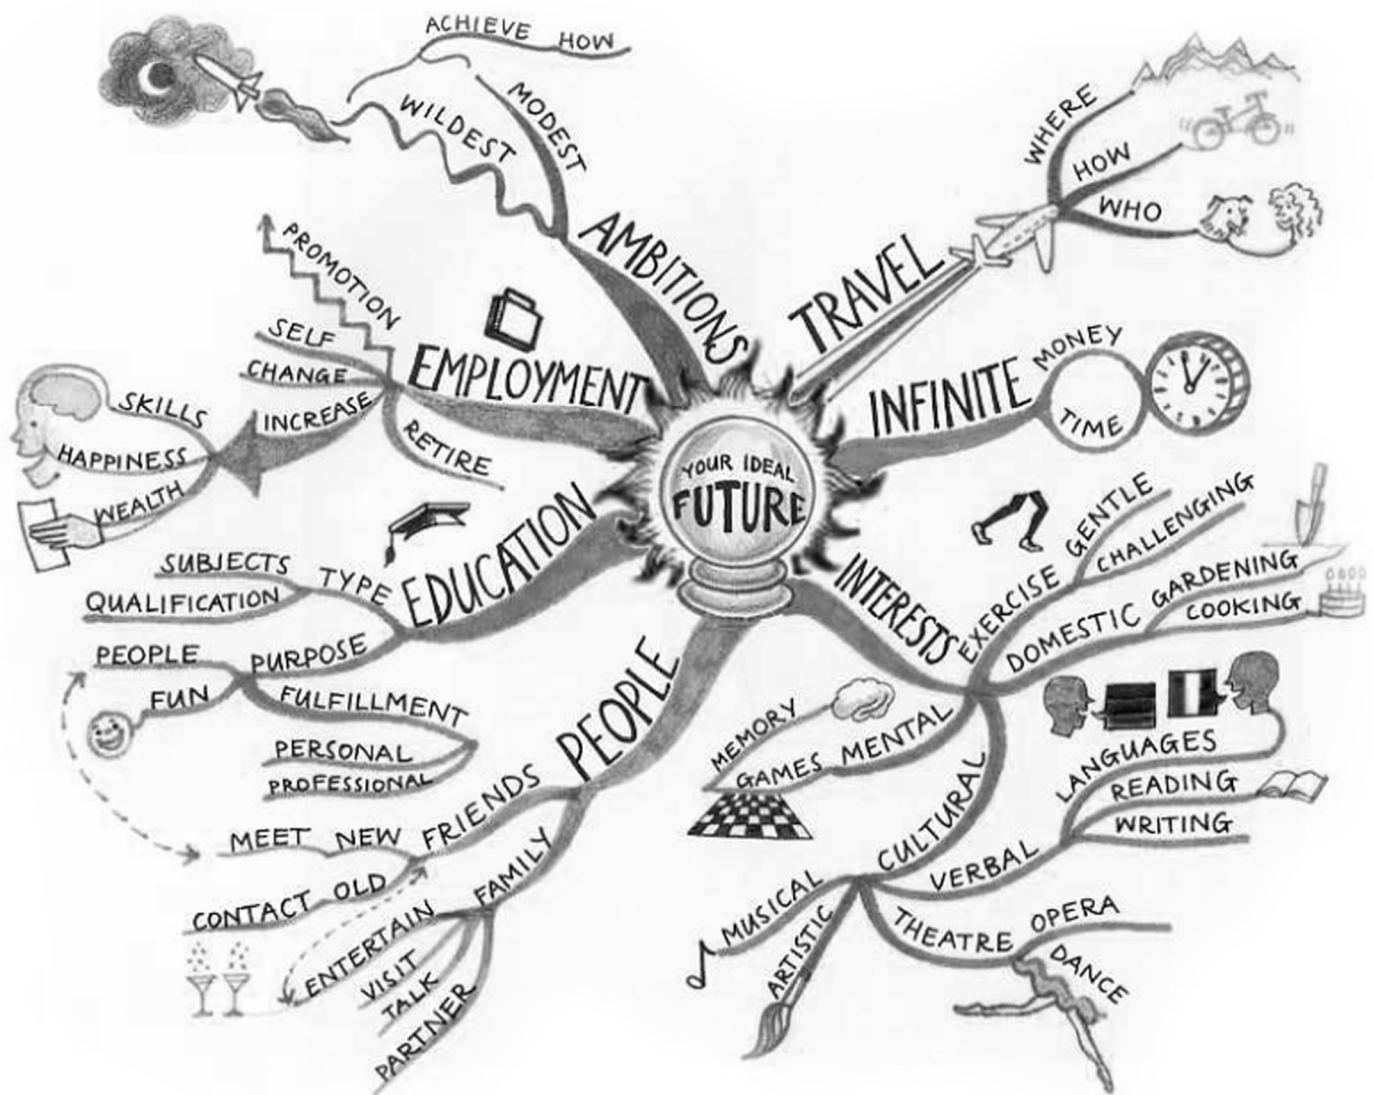 YOUR IDEAL
FUTURE
TRAVEL
WHERE
HOW
WHO
INFINITE
MONEY
TIME
INTERESTS
EXERCISE
GENTLE
CHALLENGING
DOMESTIC
GARDENING
COOKING
MENTAL
GAMES
MEMORY
CULTURAL
VERBAL
LANGUAGES
READING
WRITING
THEATRE
OPERA
DANCE
ARTISTIC
MUSICAL
PEOPLE
FRIENDS
NEW
MEET
OLD
CONTACT
FAMILY
ENTERTAIN
VISIT
TALK
PARTNER
EDUCATION
TYPE
SUBJECTS
QUALIFICATION
PURPOSE
PEOPLE
FUN
FULFILLMENT
PERSONAL
PROFESSIONAL
EMPLOYMENT
PROMOTION
SELF
CHANGE
INCREASE
SKILLS
HAPPINESS
WEALTH
RETIRE
AMBITIONS
MODEST
WILDEST
ACHIEVE HOW